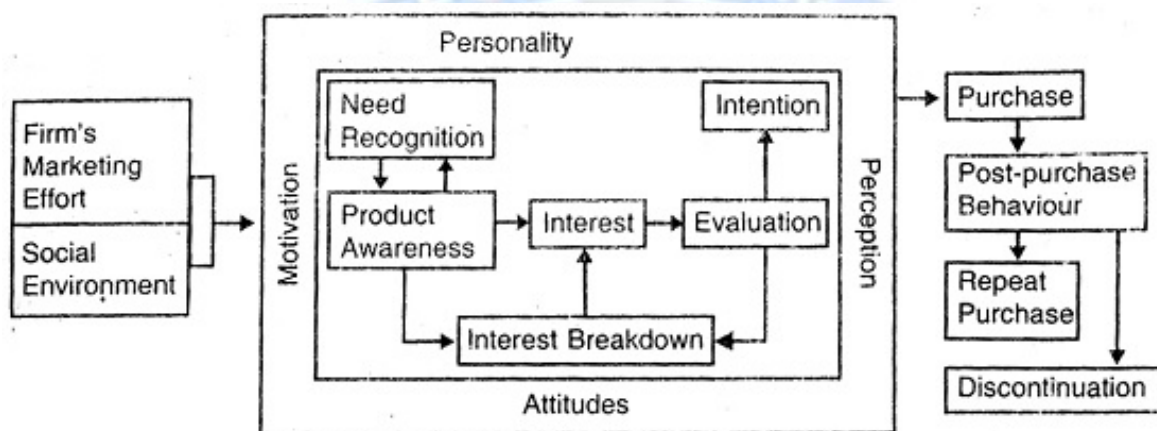 Firm's
Marketing
Effort
Social
Environment
Personality
Motivation
Need
Recognition
Product
Awareness
Interest
Evaluation
Intention
Interest Breakdown
Attitudes
Perception
Purchase
Post-purchase
Behaviour
Repeat
Purchase
Discontinuation